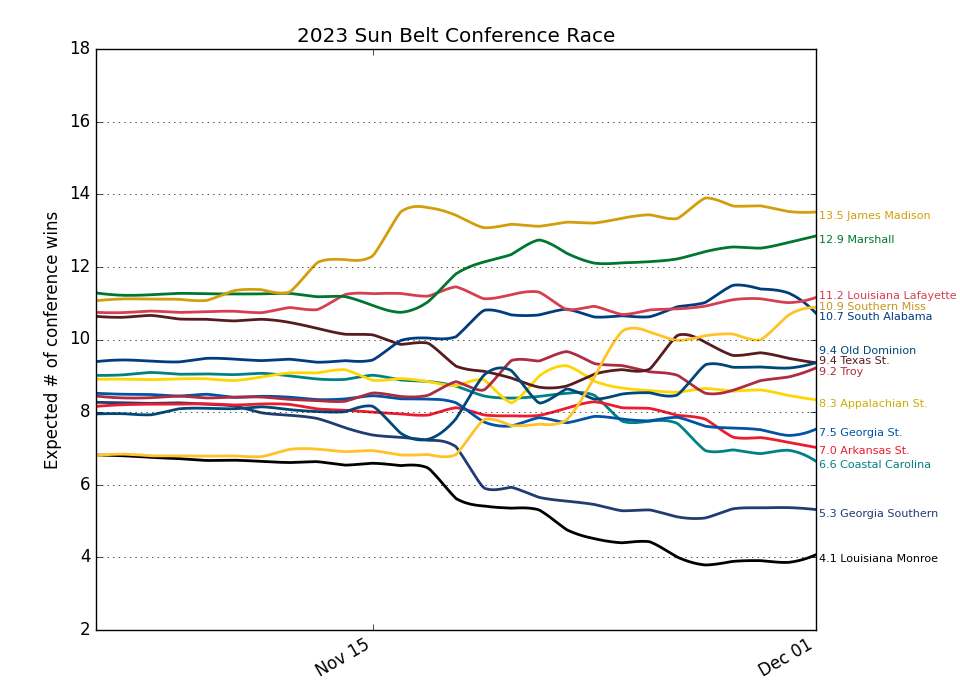 2023 Sun Belt Conference Race
Expected # of conference wins
18
16
14
12
10
8
6
4
2
Nov 15
Dec 01
13.5 James Madison
12.9 Marshall
11.2 Louisiana Lafayette
10.9 Southern Miss
10.7 South Alabama
9.4 Old Dominion
9.4 Texas St.
9.2 Troy
8.3 Appalachian St.
7.5 Georgia St.
7.0 Arkansas St.
6.6 Coastal Carolina
5.3 Georgia Southern
4.1 Louisiana Monroe